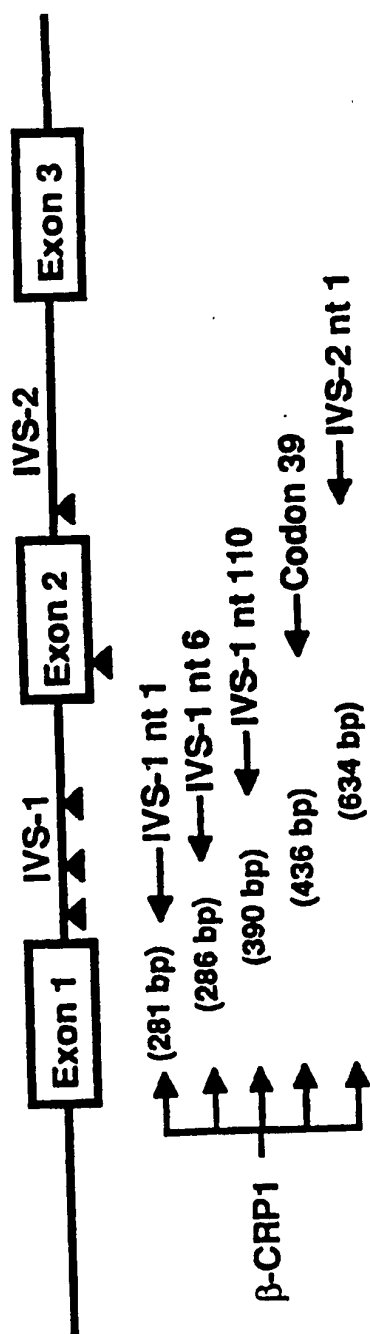 Exon 1
IVS-1
Exon 2
IVS-2
Exon 3
β-CRP1
(281 bp) IVS-1 nt 1
(286 bp) IVS-1 nt 6
(390 bp) IVS-1 nt 110
(436 bp) Codon 39
(634 bp) IVS-2 nt 1